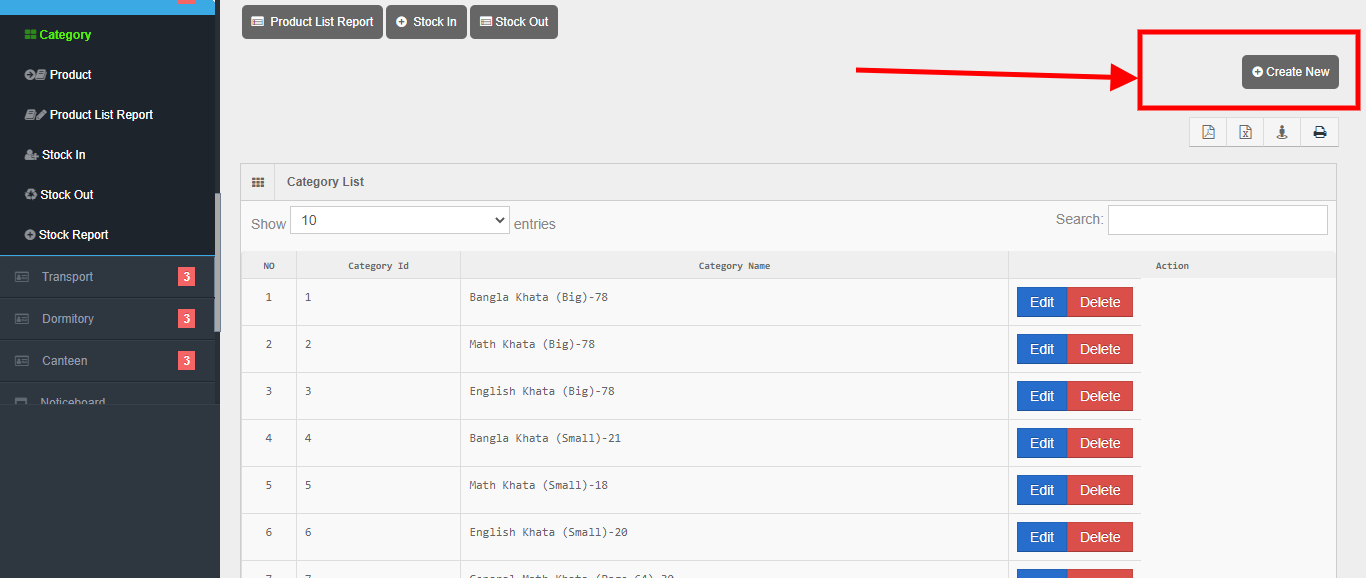 Product List Report Stock In Stock Out
Create New
Category
Product
Product List Report
Stock In
Stock Out
Stock Report
Transport 3
Dormitory 3
Canteen 3
Noticeboard
Category List
Show 10 entries Search:
NO Category Id Category Name Action
1 1 Bangla Khata (Big)-78 Edit Delete
2 2 Math Khata (Big)-78 Edit Delete
3 3 English Khata (Big)-78 Edit Delete
4 4 Bangla Khata (Small)-21 Edit Delete
5 5 Math Khata (Small)-18 Edit Delete
6 6 English Khata (Small)-20 Edit Delete